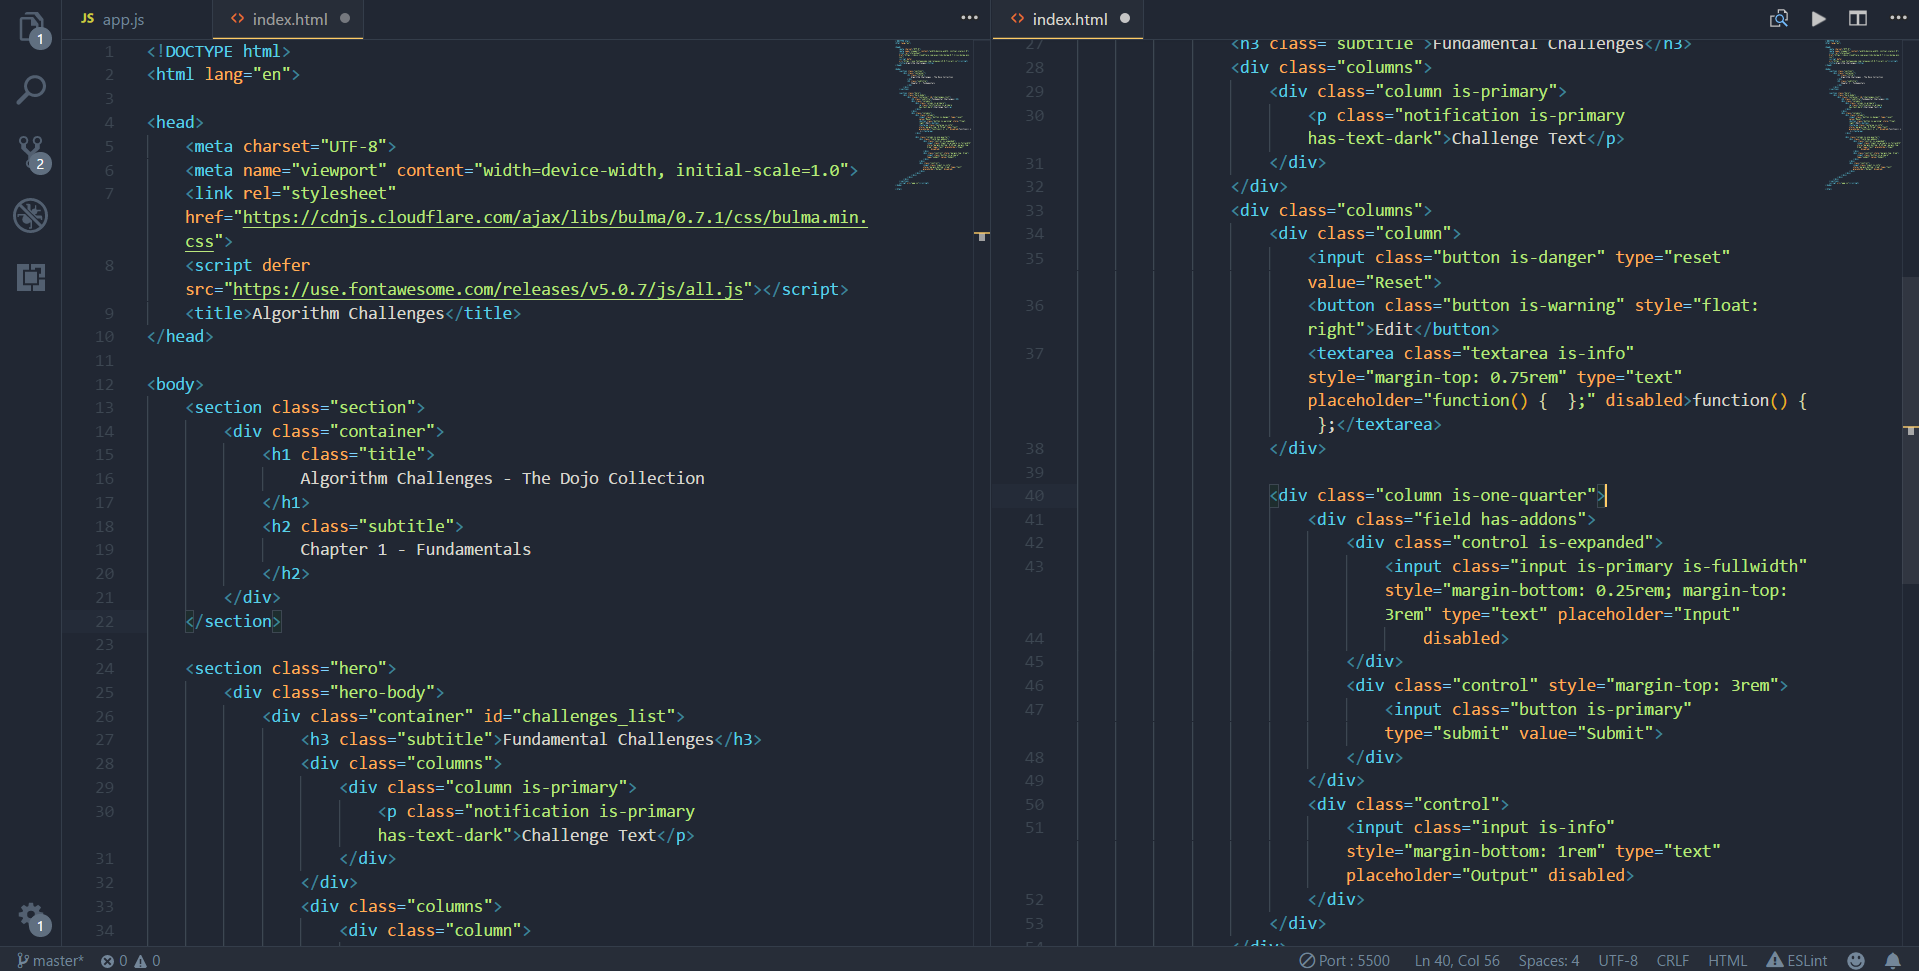 JS app.js
<> index.html
...
<> index.html
...
1 <!DOCTYPE html>
2 <html lang="en">
3
4 <head>
5 <meta charset="UTF-8">
6 <meta name="viewport" content="width=device-width, initial-scale=1.0">
7 <link rel="stylesheet"
href="https://cdnjs.cloudflare.com/ajax/libs/bulma/0.7.1/css/bulma.min.
css">
8 <script defer
src="https://use.fontawesome.com/releases/v5.0.7/js/all.js"></script>
9 <title>Algorithm Challenges</title>
10 </head>
11
12 <body>
13 <section class="section">
14 <div class="container">
15 <h1 class="title">
16 Algorithm Challenges - The Dojo Collection
17 </h1>
18 <h2 class="subtitle">
19 Chapter 1 - Fundamentals
20 </h2>
21 </div>
22 </section>
23
24 <section class="hero">
25 <div class="hero-body">
26 <div class="container" id="challenges_list">
27 <h3 class="subtitle">Fundamental Challenges</h3>
28 <div class="columns">
29 <div class="column is-primary">
30 <p class="notification is-primary
has-text-dark">Challenge Text</p>
31 </div>
32 </div>
33 <div class="columns">
34 <div class="column">
27 <h3 class="subtitle">Fundamental Challenges</h3>
28 <div class="columns">
29 <div class="column is-primary">
30 <p class="notification is-primary
has-text-dark">Challenge Text</p>
31 </div>
32 </div>
33 <div class="columns">
34 <div class="column">
35 <input class="button is-danger" type="reset"
value="Reset">
36 <button class="button is-warning" style="float:
right">Edit</button>
37 <textarea class="textarea is-info"
style="margin-top: 0.75rem" type="text"
placeholder="function() {  };" disabled>function() {
};</textarea>
38 </div>
39
40 <div class="column is-one-quarter">
41 <div class="field has-addons">
42 <div class="control is-expanded">
43 <input class="input is-primary is-fullwidth"
style="margin-bottom: 0.25rem; margin-top:
3rem" type="text" placeholder="Input"
44 disabled>
45 </div>
46 <div class="control" style="margin-top: 3rem">
47 <input class="button is-primary"
type="submit" value="Submit">
48 </div>
49 </div>
50 <div class="control">
51 <input class="input is-info"
style="margin-bottom: 1rem" type="text"
placeholder="Output" disabled>
52 </div>
53 </div>
54 </div>
1
2
1
master* 0 0
Port : 5500 Ln 40, Col 56 Spaces: 4 UTF-8 CRLF HTML ESLint